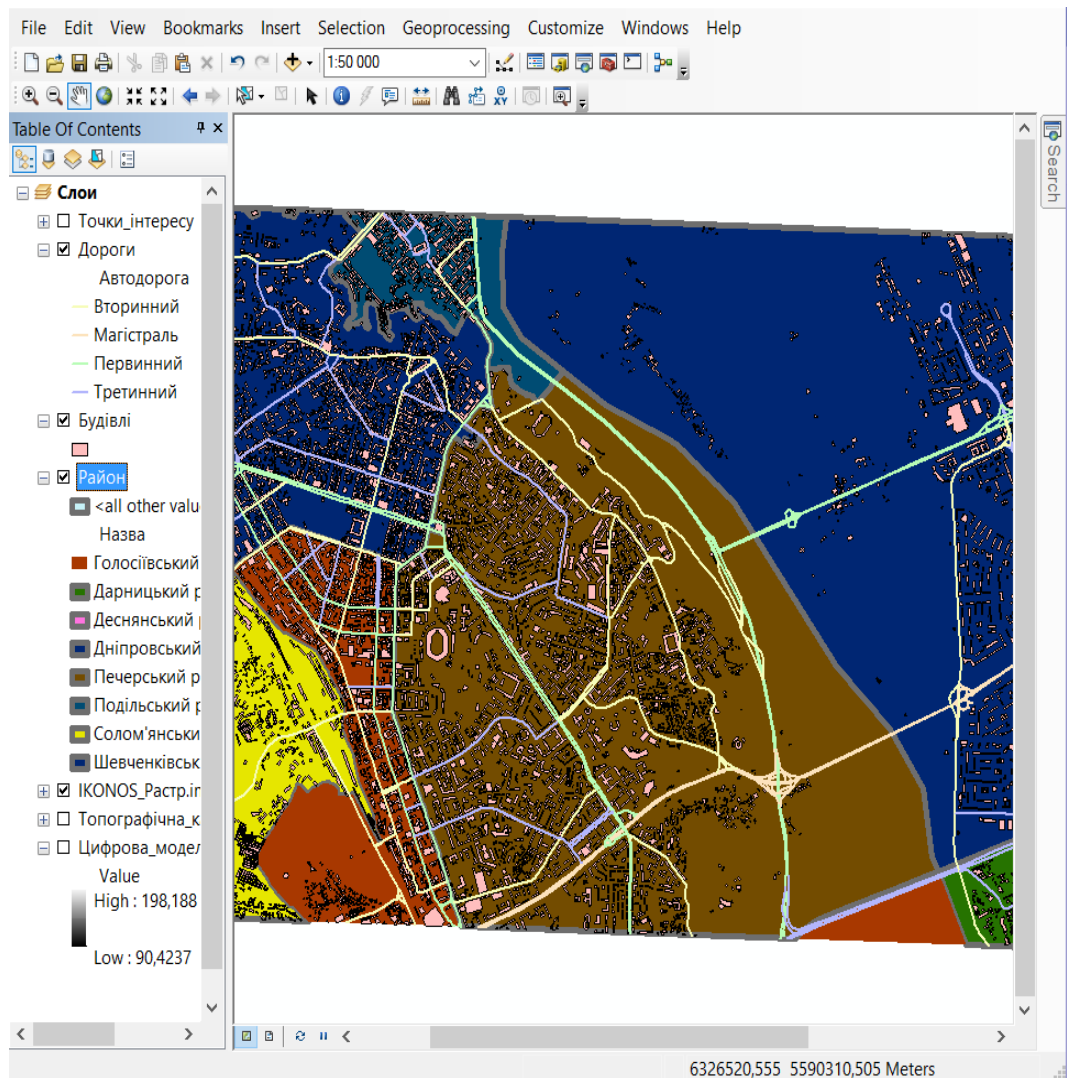 File Edit View Bookmarks Insert Selection Geoprocessing Customize Windows Help
1:50 000
XY
Table Of Contents
Search
Слои
Точки_інтересу
Дороги
Автодорога
Вторинний
Магістраль
Первинний
Третинний
Будівлі
Район
<all other valu
Назва
Голосіївський
Дарницький р
Деснянський
Дніпровський
Печерський р
Подільський р
Солом'янськи
Шевченківськ
IKONOS_Растр.ir
Топографічна_к
Цифрова_модел
Value
High : 198,188
Low : 90,4237
6326520,555 5590310,505 Meters